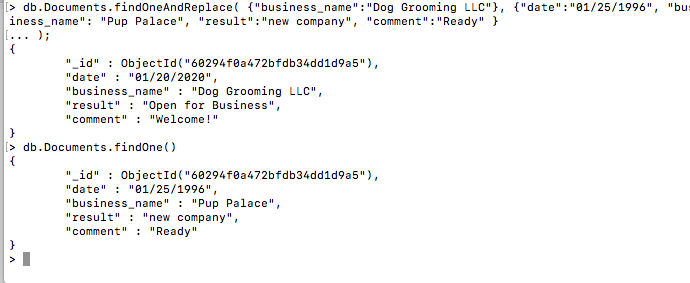 [> db.Documents.findOneAndReplace( {"business_name":"Dog Grooming LLC"}, {"date":"01/25/1996", "bus
iness_name": "Pup Palace", "result":"new company", "comment":"Ready" }
[... );
{
"_id" : ObjectId("60294f0a472bfdb34dd1d9a5"),
"date" : "01/20/2020",
"business_name" : "Dog Grooming LLC",
"result" : "Open for Business",
"comment" : "Welcome!"
}
[> db.Documents.findOne()
{
"_id" : ObjectId("60294f0a472bfdb34dd1d9a5"),
"date" : "01/25/1996",
"business_name" : "Pup Palace",
"result" : "new company",
"comment" : "Ready"
}
>